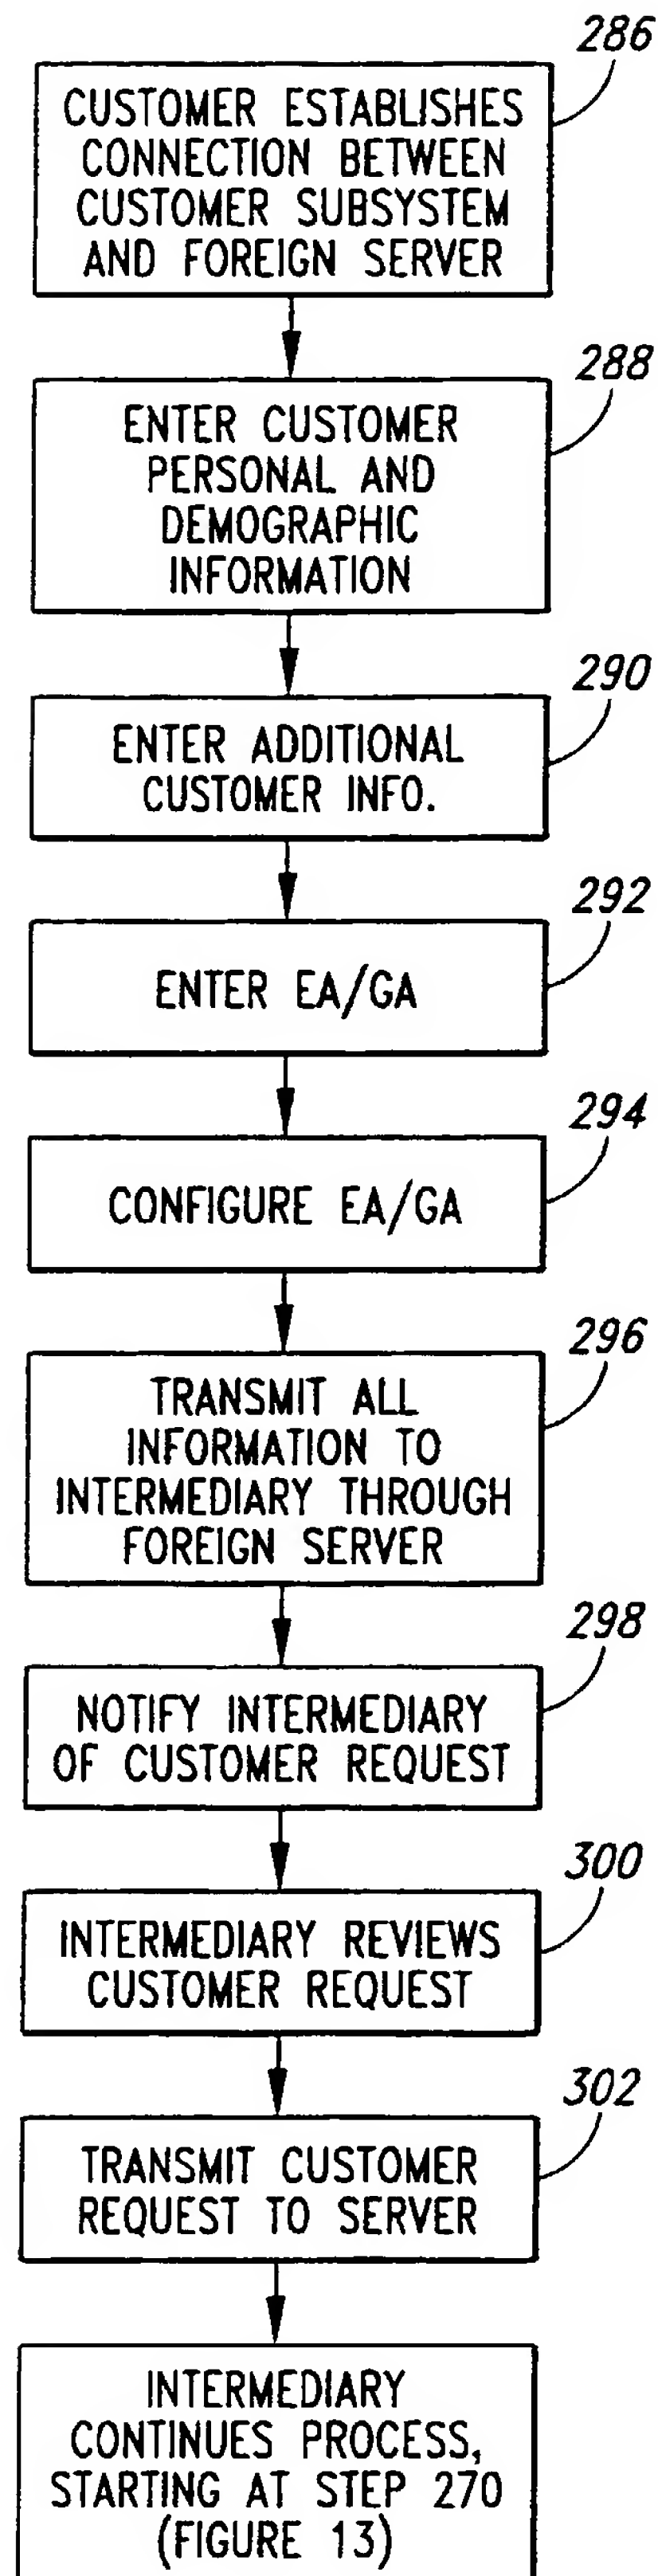 286
CUSTOMER ESTABLISHES
CONNECTION BETWEEN
CUSTOMER SUBSYSTEM
AND FOREIGN SERVER
288
ENTER CUSTOMER
PERSONAL AND
DEMOGRAPHIC
INFORMATION
290
ENTER ADDITIONAL
CUSTOMER INFO.
292
ENTER EA/GA
294
CONFIGURE EA/GA
296
TRANSMIT ALL
INFORMATION TO
INTERMEDIARY THROUGH
FOREIGN SERVER
298
NOTIFY INTERMEDIARY
OF CUSTOMER REQUEST
300
INTERMEDIARY REVIEWS
CUSTOMER REQUEST
302
TRANSMIT CUSTOMER
REQUEST TO SERVER
INTERMEDIARY
CONTINUES PROCESS,
STARTING AT STEP 270
(FIGURE 13)